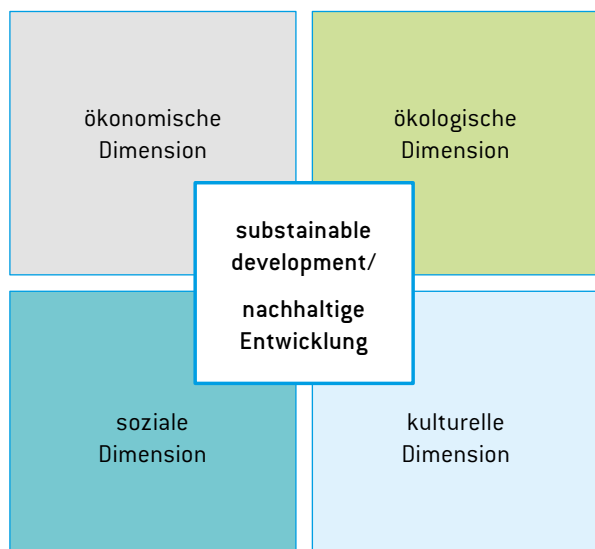 ökonomische
Dimension
ökologische
Dimension
substainable
development/
nachhaltige
Entwicklung
soziale
Dimension
kulturelle
Dimension